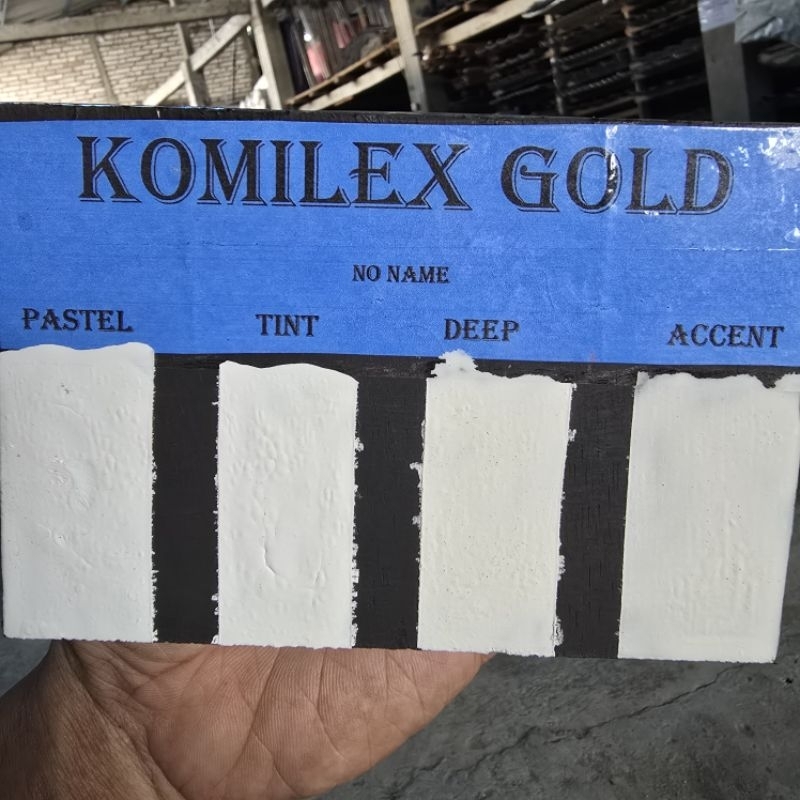 KOMILEX GOLD
NO NAME
PASTEL TINT DEEP ACCENT